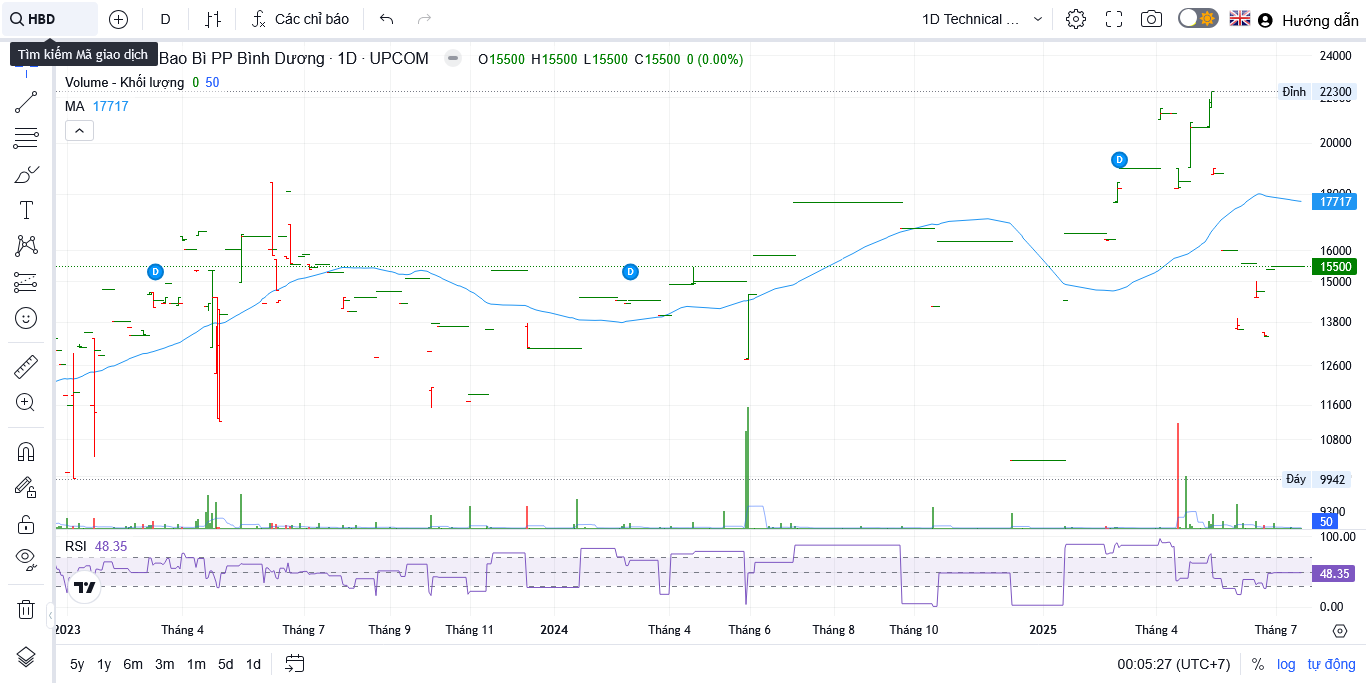 HBD
D
Các chỉ báo
1D Technical ...
Hướng dẫn
Tìm kiếm Mã giao dịch
Bao Bì PP Bình Dương · 1D · UPCOM
O15500 H15500 L15500 C15500 0 (0.00%)
Volume - Khối lượng 0 50
MA 17717
24000
Đỉnh 22300
20000
18000
17717
16000
15500
15000
13800
12600
11600
10800
Đáy 9942
9300
50
D
D
D
RSI 48.35
100.00
48.35
0.00
2023
Tháng 4
Tháng 7
Tháng 9
Tháng 11
2024
Tháng 4
Tháng 6
Tháng 8
Tháng 10
2025
Tháng 4
Tháng 7
5y 1y 6m 3m 1m 5d 1d
00:05:27 (UTC+7)
% log tự động